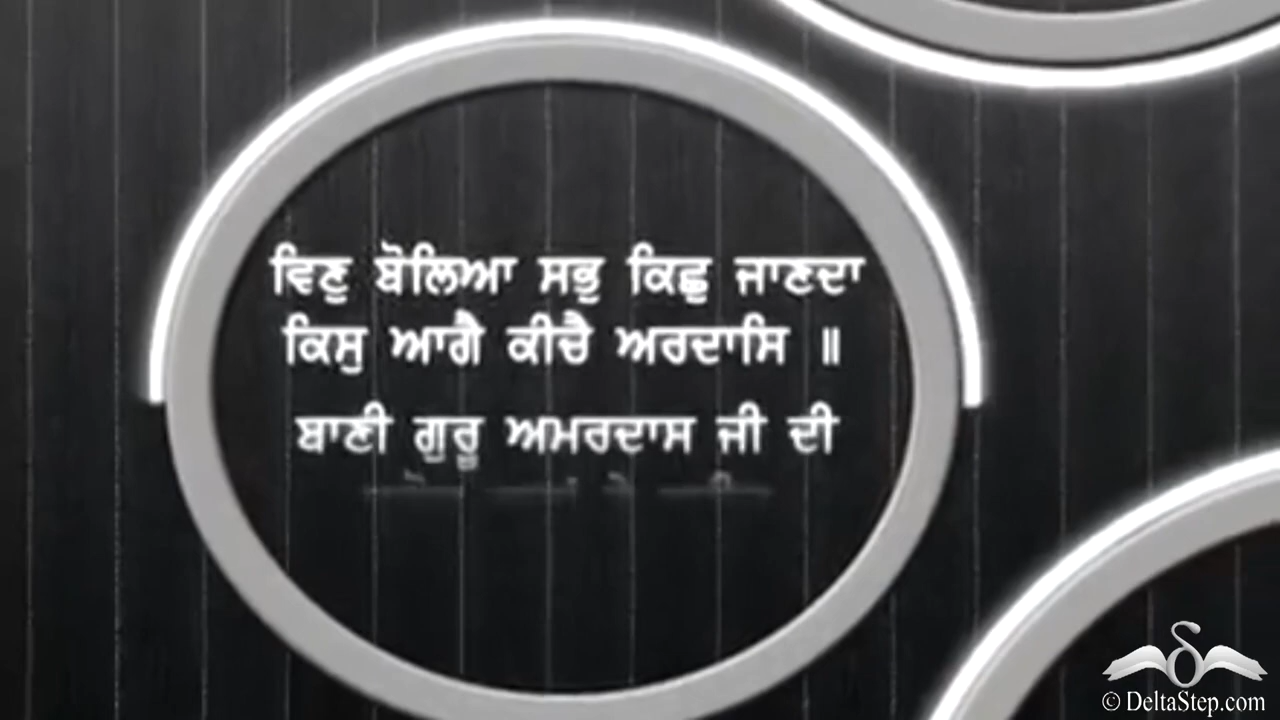 ਵਿਣੁ ਬੋਲਿਆ ਸਭੁ ਕਿਛੁ ਜਾਣਦਾ
ਕਿਸੁ ਆਗੈ ਕੀਚੈ ਅਰਦਾਸਿ ॥
ਬਾਣੀ ਗੁਰੂ ਅਮਰਦਾਸ ਜੀ ਦੀ
© DeltaStep.com